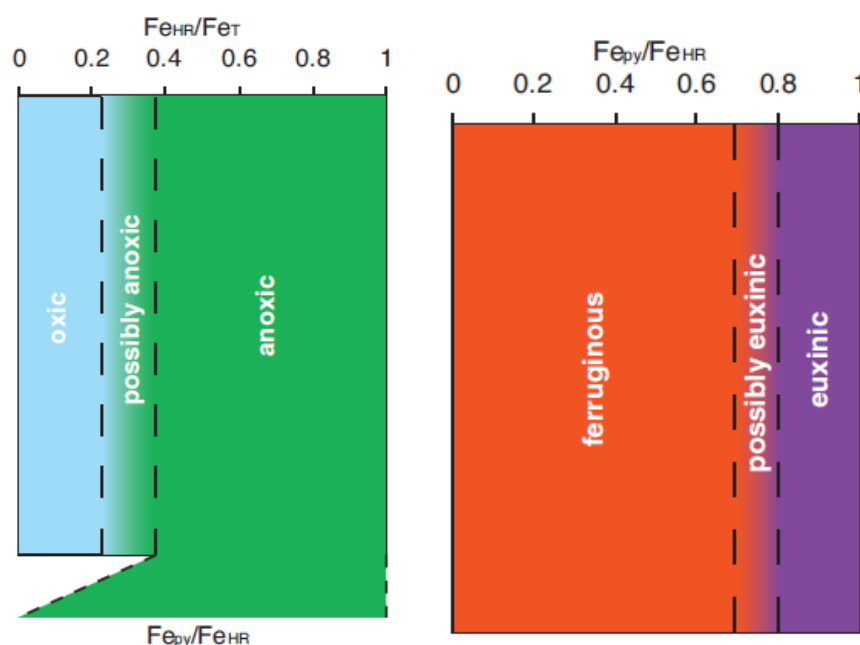 FeHR/FeT
0 0.2 0.4 0.6 0.8 1
oxic
possibly anoxic
anoxic
Fepy/FeHR
Fepy/FeHR
0 0.2 0.4 0.6 0.8 1
ferruginous
possibly euxinic
euxinic